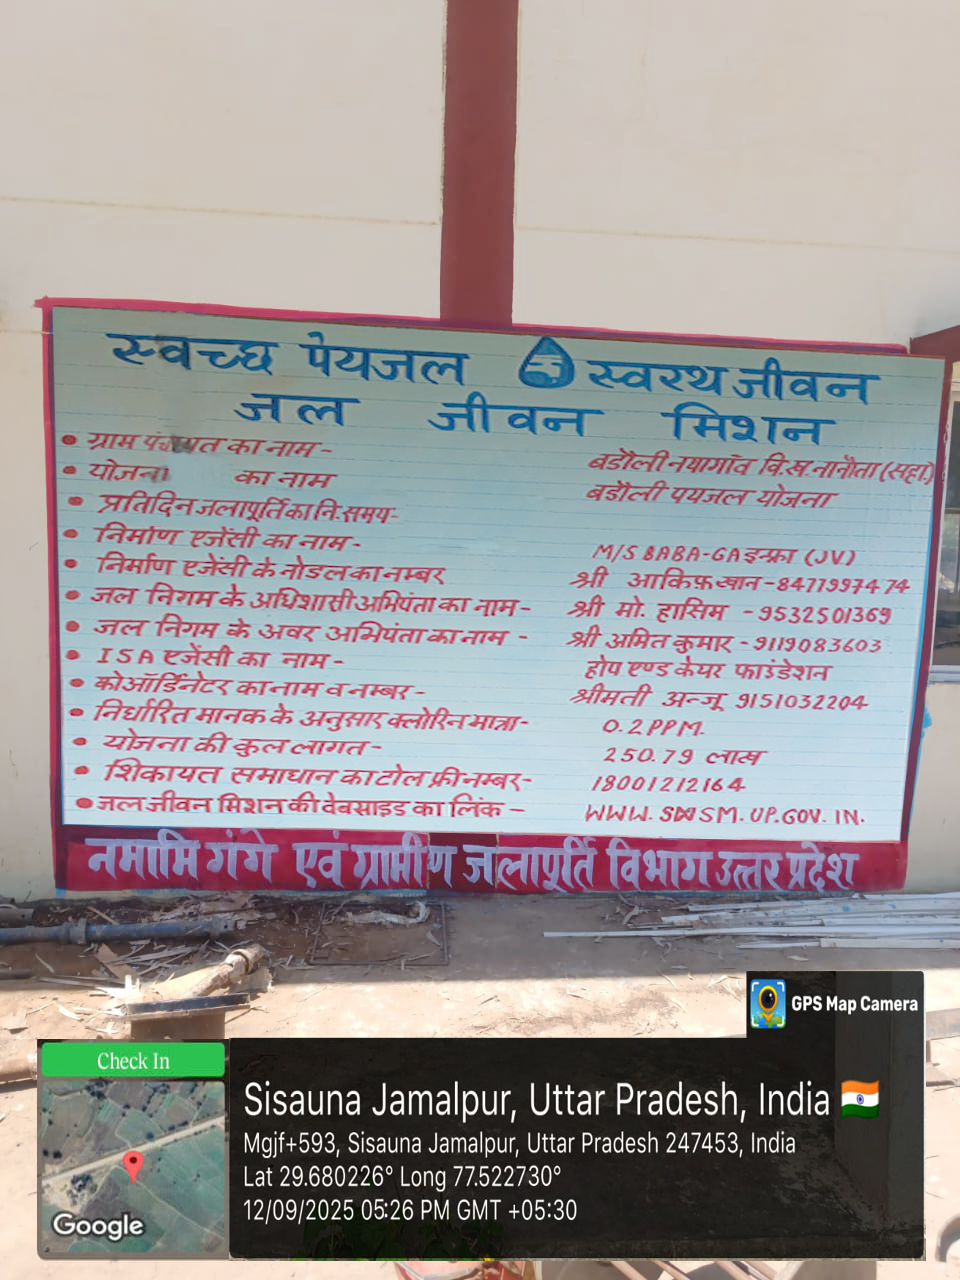 स्वच्छ पेयजल स्वस्थ जीवन
जल जीवन मिशन
• ग्राम पंचायत का नाम - बडौली नयागाँव वि.ख. नानौता (सहा.)
• योजना का नाम बडौली पयजल योजना
• प्रतिदिन जलापूर्ति का नि. समय-
• निर्माण एजेंसी का नाम - M/S BABA-GA इन्फ्रा (JV)
• निर्माण एजेंसी के नोडल का नम्बर श्री आकिफ़ खान - 8477997474
• जल निगम के अधिशासी अभिंयता का नाम - श्री मो. हासिम - 9532501369
• जल निगम के अवर अभियंता का नाम - श्री अमित कुमार - 9119083603
• ISA एजेंसी का नाम - होप एण्ड केयर फाउंडेशन
• कोऑर्डिनेटर का नाम व नम्बर - श्रीमती अन्जू 9151032204
• निर्धारित मानक के अनुसार क्लोरिन मात्रा - 0.2 PPM.
• योजना की कुल लागत - 250.79 लाख
• शिकायत समाधान का टोल फ्री नम्बर - 18001212164
• जल जीवन मिशन की वेबसाइड का लिंक - WWW. SWSM. UP.GOV. IN.
नमामि गंगे एवं ग्रामीण जलापूर्ति विभाग उत्तर प्रदेश
GPS Map Camera
Check In
Sisauna Jamalpur, Uttar Pradesh, India
Mgjf+593, Sisauna Jamalpur, Uttar Pradesh 247453, India
Lat 29.680226° Long 77.522730°
12/09/2025 05:26 PM GMT +05:30
Google